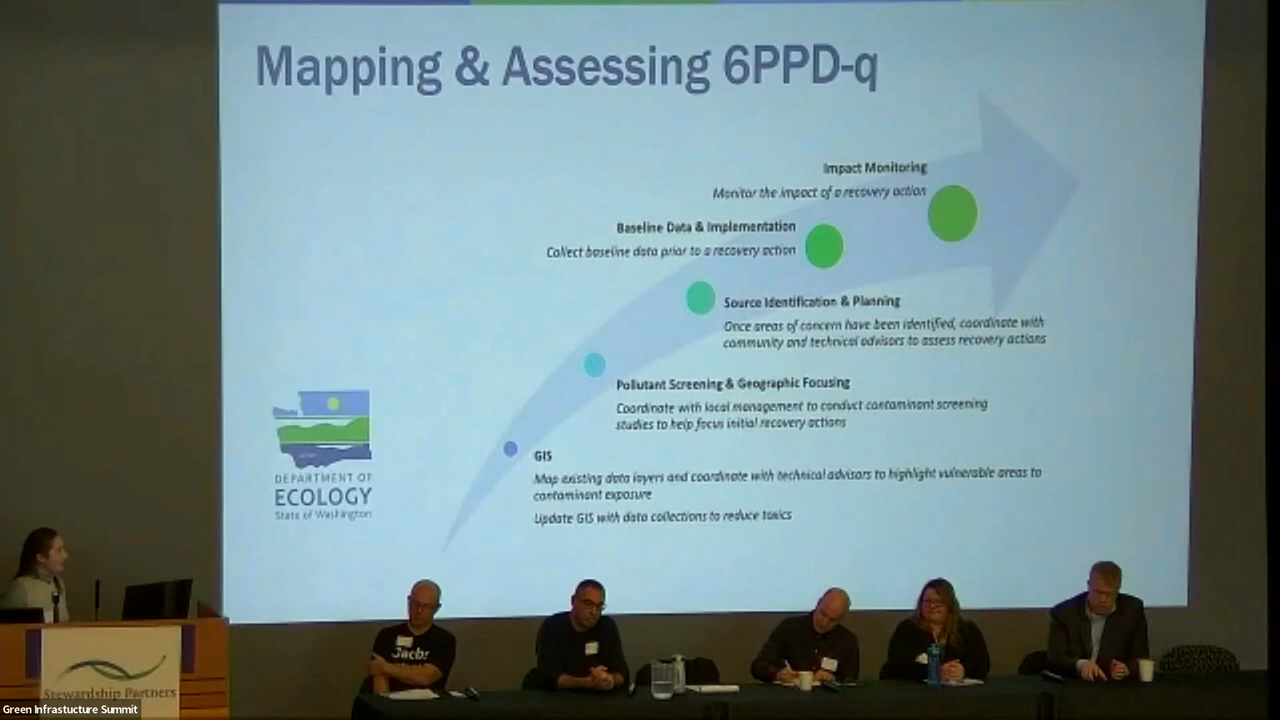 Mapping & Assessing 6PPD-q
Impact Monitoring
Monitor the impact of a recovery action
Baseline Data & Implementation
Collect baseline data prior to a recovery action
Source Identification & Planning
Once areas of concern have been identified, coordinate with
community and technical advisors to assess recovery actions
Pollutant Screening & Geographic Focusing
Coordinate with local management to conduct contaminant screening
studies to help focus initial recovery actions
GIS
Map existing data layers and coordinate with technical advisors to highlight vulnerable areas to
contaminant exposure
Update GIS with data collections to reduce toxics
DEPARTMENT OF
ECOLOGY
State of Washington
Stewardship Partners
Green Infrastucture Summit